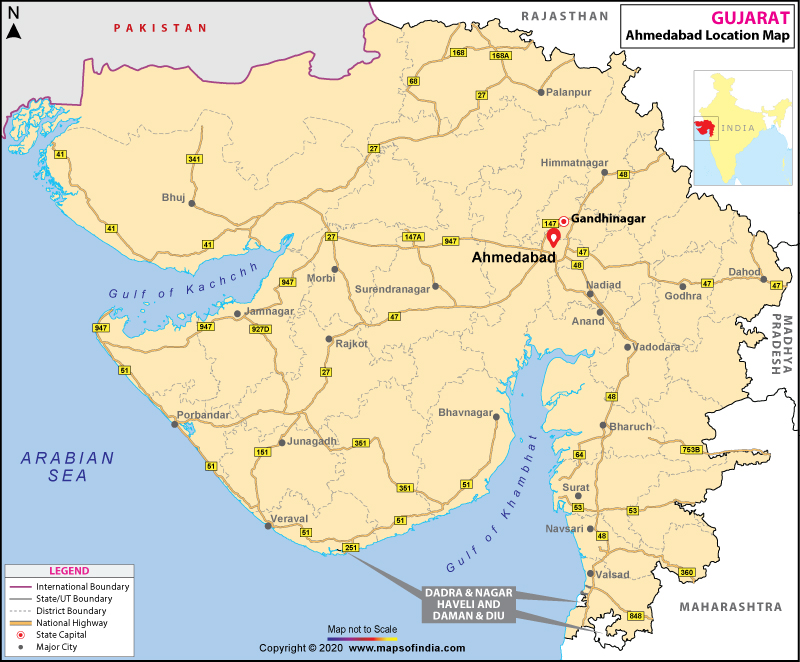 N
PAKISTAN
RAJASTHAN
GUJARAT
Ahmedabad Location Map
INDIA
168
168A
68
27
Palanpur
27
41
341
Himmatnagar
48
Bhuj
147
Gandhinagar
41
41
27
147A
947
Ahmedabad
47
48
Gulf of Kachchh
947
Morbi
Surendranagar
Nadiad
Godhra
47
Dahod
47
Jamnagar
947
947
927D
47
Anand
Rajkot
Vadodara
MADHYA
PRADESH
51
27
48
Porbandar
Bhavnagar
Bharuch
Junagadh
351
151
753B
ARABIAN
SEA
51
64
351
51
Surat
53
53
Gulf of Khambhat
Veraval
51
51
Navsari
48
251
360
Valsad
DADRA & NAGAR
HAVELI AND
DAMAN & DIU
848
MAHARASHTRA
LEGEND
International Boundary
State/UT Boundary
District Boundary
National Highway
State Capital
Major City
Map not to Scale
Copyright © 2020 www.mapsofindia.com